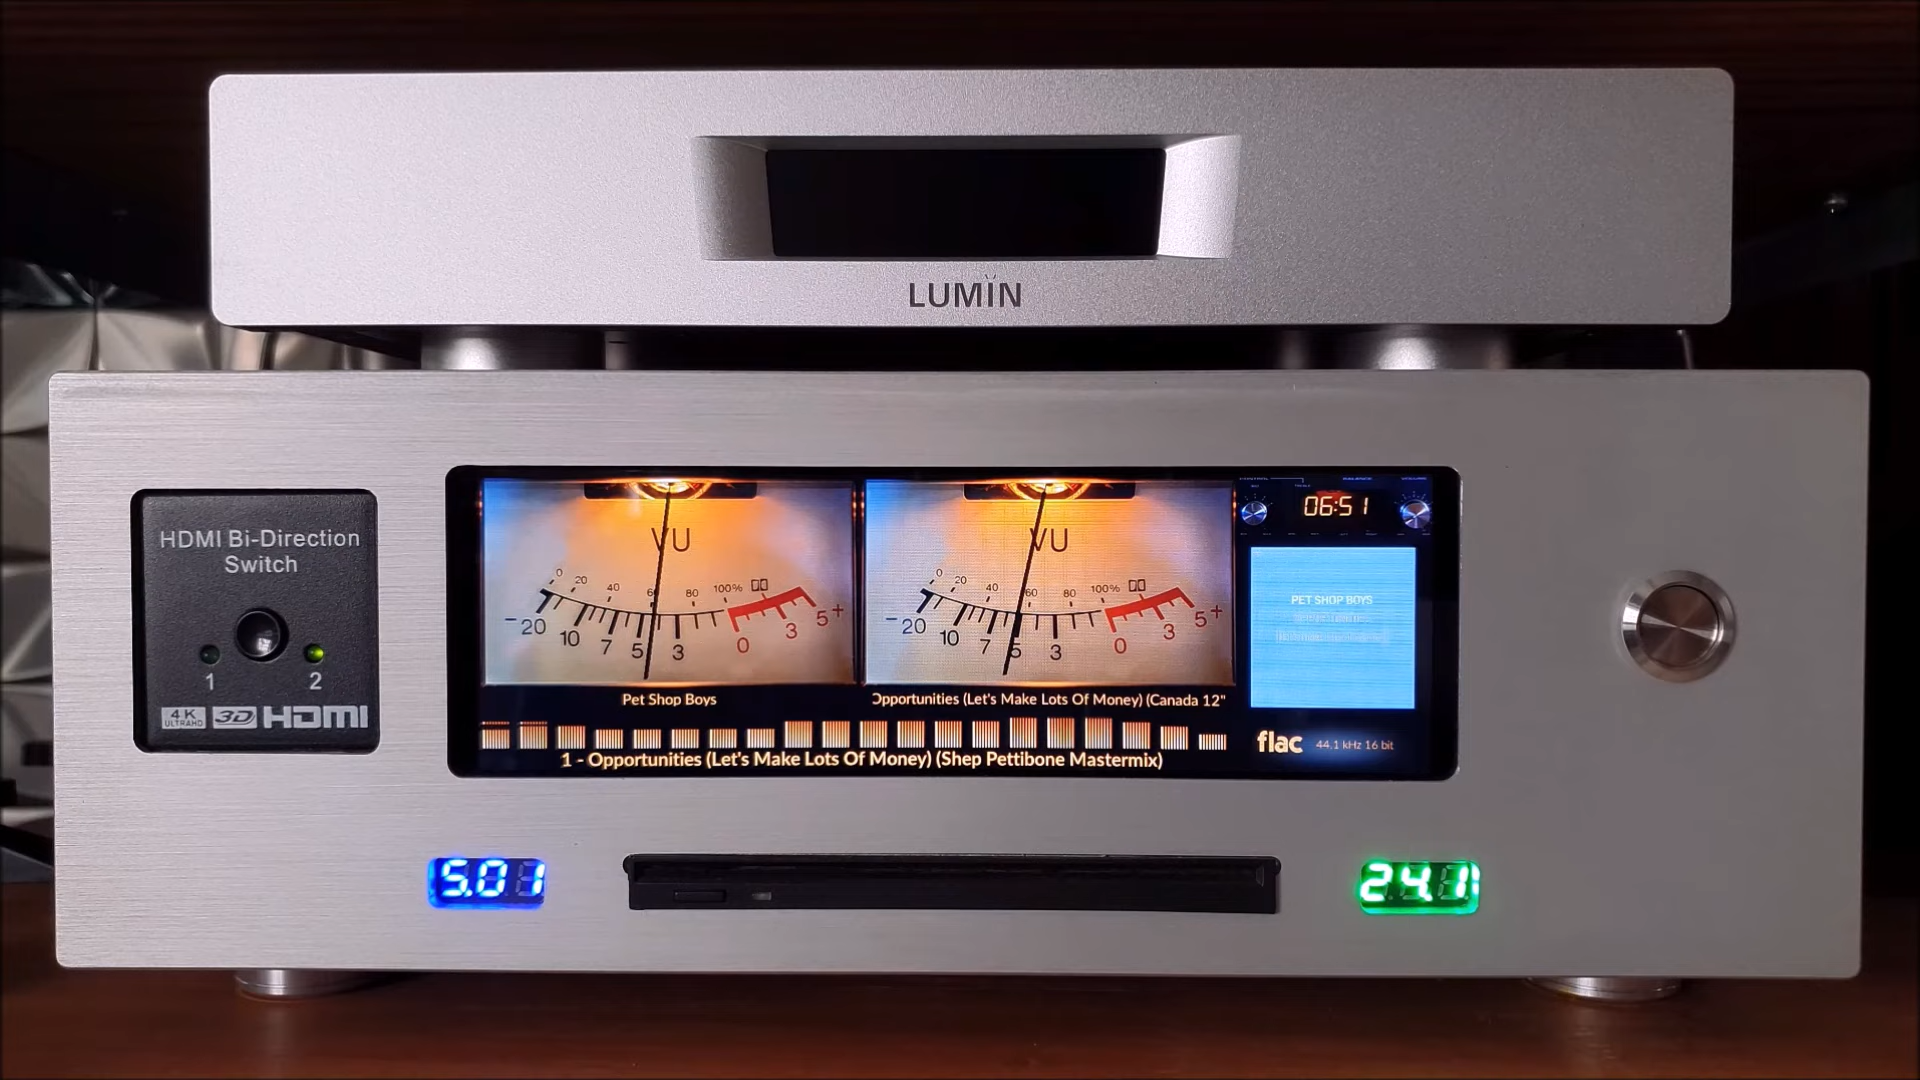 LUMÏN
HDMI Bi-Direction
Switch
1 2
4K ULTRAHD 3D HDMI
VU
0 20 40 60 80 100%
- 20 10 7 5 3 0 3 5 +
VU
0 20 40 60 80 100%
- 20 10 7 5 3 0 3 5 +
06:51
PET SHOP BOYS
Pet Shop Boys
Opportunities (Let's Make Lots Of Money) (Canada 12"
1 - Opportunities (Let's Make Lots Of Money) (Shep Pettibone Mastermix)
flac 44.1 kHz 16 bit
5.01
24.1